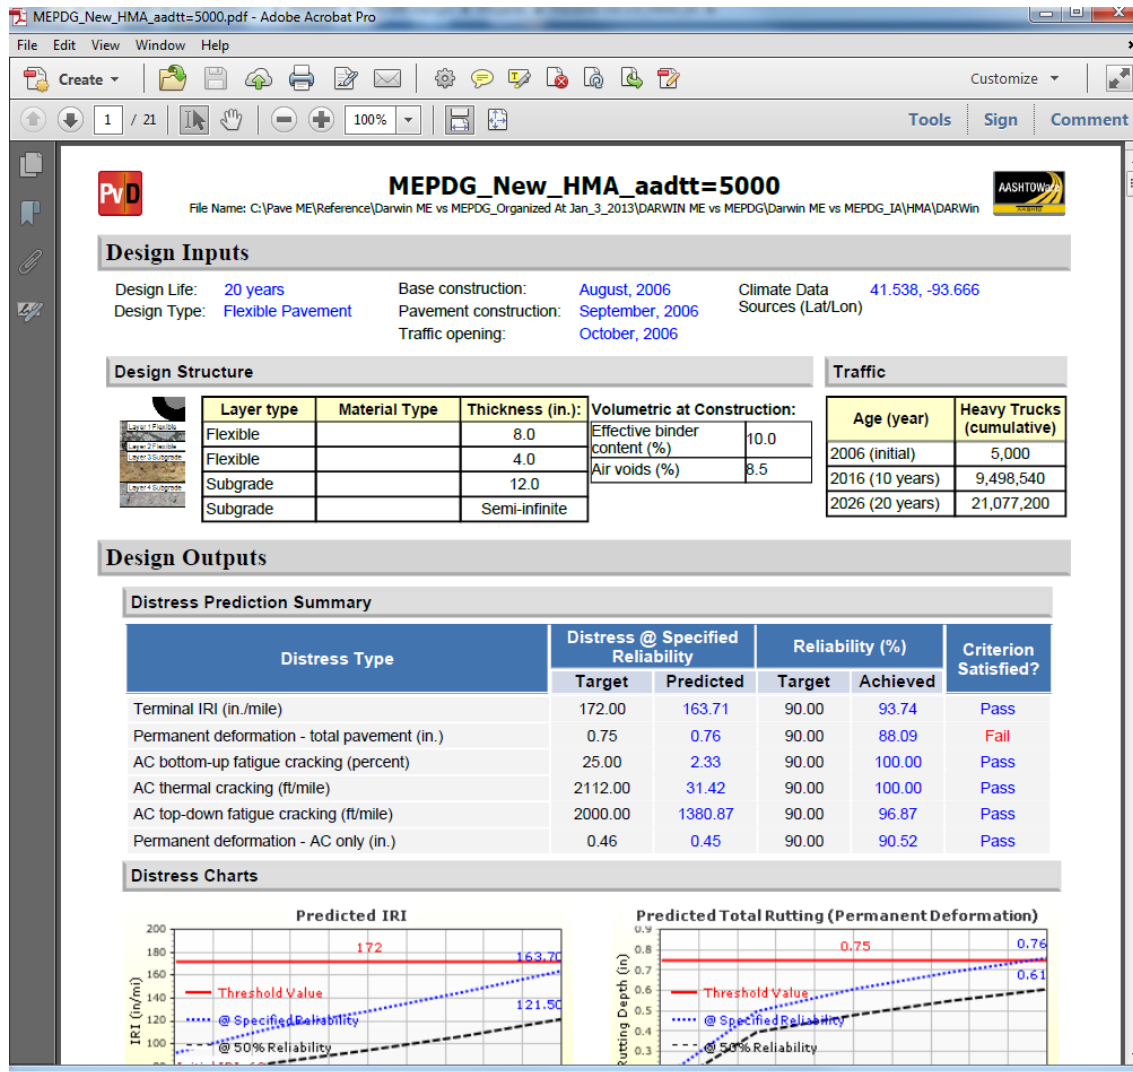 MEPDG_New_HMA_aadtt=5000.pdf - Adobe Acrobat Pro
File Edit View Window Help
Create
Customize
1 / 21
100%
Tools Sign Comment
PvD
MEPDG_New_HMA_aadtt=5000
AASHTOWare
AASHTO
File Name: C:\Pave ME\Reference\Darwin ME vs MEPDG_Organized At Jan_3_2013\DARWIN ME vs MEPDG\Darwin ME vs MEPDG_IA\HMA\DARWin
Design Inputs
Design Life: 20 years Base construction: August, 2006 Climate Data 41.538, -93.666
Design Type: Flexible Pavement Pavement construction: September, 2006 Sources (Lat/Lon)
Traffic opening: October, 2006
Design Structure
Traffic
Layer 1 Flexible
Layer 2 Flexible
Layer 3 Subgrade
Layer 4 Subgrade
Layer type Material Type Thickness (in.):
Flexible 8.0
Flexible 4.0
Subgrade 12.0
Subgrade Semi-infinite
Volumetric at Construction:
Effective binder content (%) 10.0
Air voids (%) 8.5
Age (year) Heavy Trucks (cumulative)
2006 (initial) 5,000
2016 (10 years) 9,498,540
2026 (20 years) 21,077,200
Design Outputs
Distress Prediction Summary
Distress Type Distress @ Specified Reliability Reliability (%) Criterion Satisfied?
Target Predicted Target Achieved
Terminal IRI (in./mile) 172.00 163.71 90.00 93.74 Pass
Permanent deformation - total pavement (in.) 0.75 0.76 90.00 88.09 Fail
AC bottom-up fatigue cracking (percent) 25.00 2.33 90.00 100.00 Pass
AC thermal cracking (ft/mile) 2112.00 31.42 90.00 100.00 Pass
AC top-down fatigue cracking (ft/mile) 2000.00 1380.87 90.00 96.87 Pass
Permanent deformation - AC only (in.) 0.46 0.45 90.00 90.52 Pass
Distress Charts
Predicted IRI
200
180
160
140
120
100
IRI (in/mi)
172
163.70
121.50
Threshold Value
@ Specified Reliability
@ 50% Reliability
Predicted Total Rutting (Permanent Deformation)
0.9
0.8
0.7
0.6
0.5
0.4
0.3
Rutting Depth (in)
0.75
0.76
0.61
Threshold Value
@ Specified Reliability
@ 50% Reliability